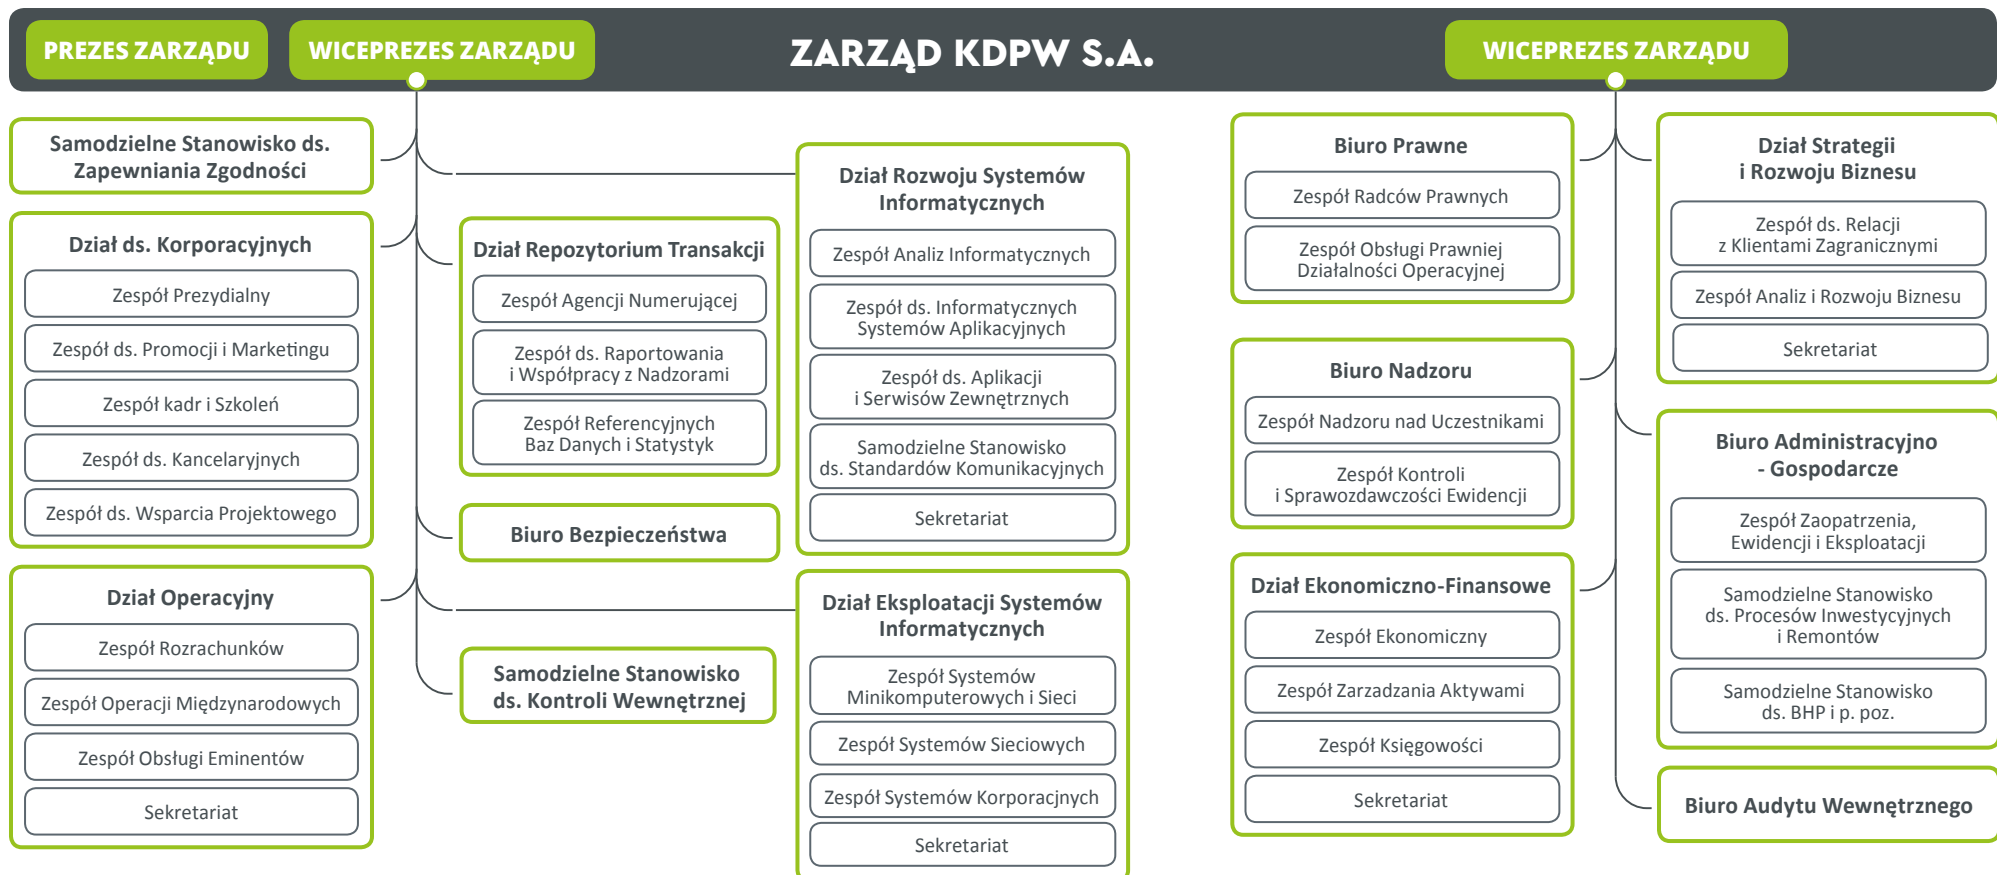 PREZES ZARZĄDU
WICEPREZES ZARZĄDU
ZARZĄD KDPW S.A.
WICEPREZES ZARZĄDU
Samodzielne Stanowisko ds.
Zapewniania Zgodności
Dział ds. Korporacyjnych
Zespół Prezydialny
Zespół ds. Promocji i Marketingu
Zespół kadr i Szkoleń
Zespół ds. Kancelaryjnych
Zespół ds. Wsparcia Projektowego
Dział Operacyjny
Zespół Rozrachunków
Zespół Operacji Międzynarodowych
Zespół Obsługi Eminentów
Sekretariat
Dział Repozytorium Transakcji
Zespół Agencji Numerującej
Zespół ds. Raportowania
i Współpracy z Nadzorami
Zespół Referencyjnych
Baz Danych i Statystyk
Biuro Bezpieczeństwa
Samodzielne Stanowisko
ds. Kontroli Wewnętrznej
Dział Rozwoju Systemów
Informatycznych
Zespół Analiz Informatycznych
Zespół ds. Informatycznych
Systemów Aplikacyjnych
Zespół ds. Aplikacji
i Serwisów Zewnętrznych
Samodzielne Stanowisko
ds. Standardów Komunikacyjnych
Sekretariat
Dział Eksploatacji Systemów
Informatycznych
Zespół Systemów
Minikomputerowych i Sieci
Zespół Systemów Sieciowych
Zespół Systemów Korporacjnych
Sekretariat
Biuro Prawne
Zespół Radców Prawnych
Zespół Obsługi Prawniej
Działalności Operacyjnej
Biuro Nadzoru
Zespół Nadzoru nad Uczestnikami
Zespół Kontroli
i Sprawozdawczości Ewidencji
Dział Ekonomiczno-Finansowe
Zespół Ekonomiczny
Zespół Zarzadzania Aktywami
Zespół Księgowości
Sekretariat
Dział Strategii
i Rozwoju Biznesu
Zespół ds. Relacji
z Klientami Zagranicznymi
Zespół Analiz i Rozwoju Biznesu
Sekretariat
Biuro Administracyjno
- Gospodarcze
Zespół Zaopatrzenia,
Ewidencji i Eksploatacji
Samodzielne Stanowisko
ds. Procesów Inwestycyjnych
i Remontów
Samodzielne Stanowisko
ds. BHP i p. poz.
Biuro Audytu Wewnętrznego